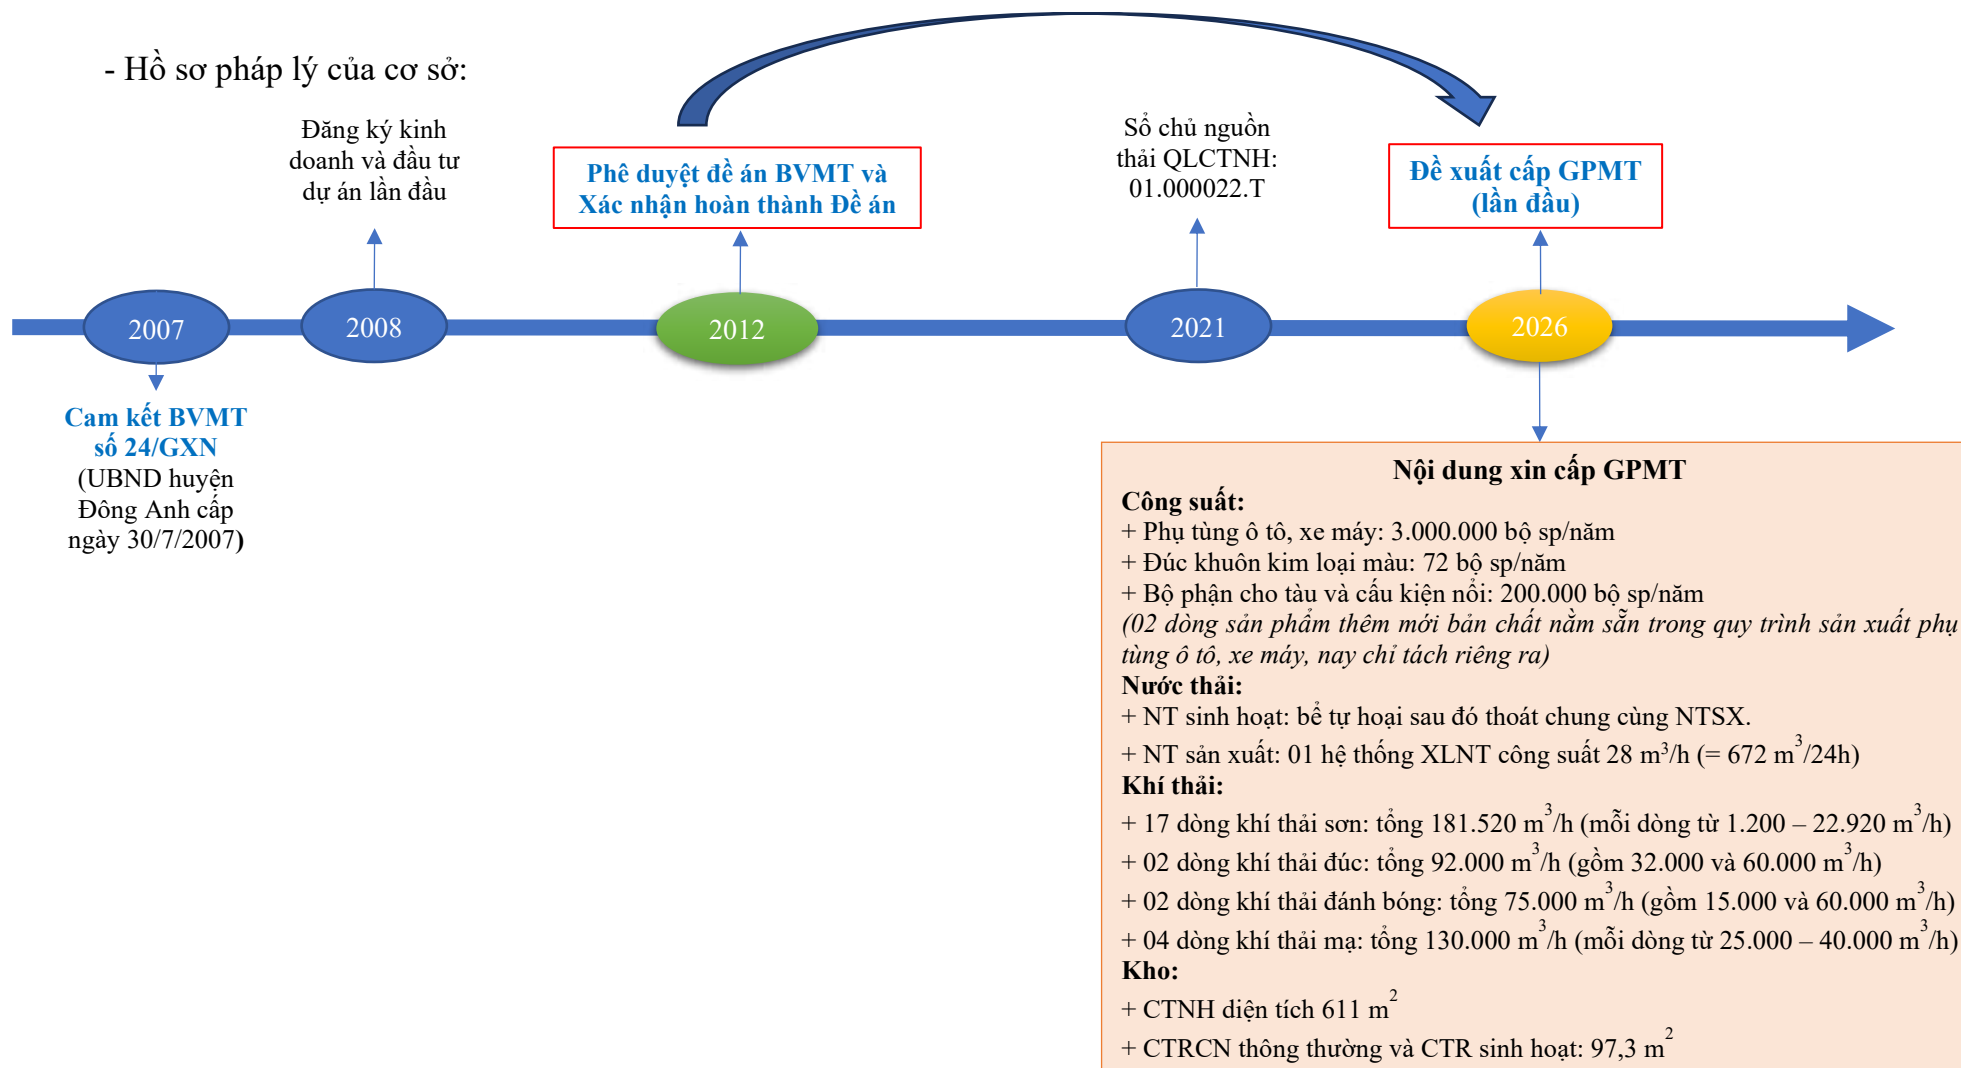 - Hồ sơ pháp lý của cơ sở:
Đăng ký kinh
doanh và đầu tư
dự án lần đầu
Phê duyệt đề án BVMT và
Xác nhận hoàn thành Đề án
Sổ chủ nguồn
thải QLCTNH:
01.000022.T
Đề xuất cấp GPMT
(lần đầu)
2007
2008
2012
2021
2026
Cam kết BVMT
số 24/GXN
(UBND huyện
Đông Anh cấp
ngày 30/7/2007)
Nội dung xin cấp GPMT
Công suất:
+ Phụ tùng ô tô, xe máy: 3.000.000 bộ sp/năm
+ Đúc khuôn kim loại màu: 72 bộ sp/năm
+ Bộ phận cho tàu và cấu kiện nổi: 200.000 bộ sp/năm
(02 dòng sản phẩm thêm mới bản chất nằm sẵn trong quy trình sản xuất phụ
tùng ô tô, xe máy, nay chỉ tách riêng ra)
Nước thải:
+ NT sinh hoạt: bể tự hoại sau đó thoát chung cùng NTSX.
+ NT sản xuất: 01 hệ thống XLNT công suất 28 m³/h (= 672 m³/24h)
Khí thải:
+ 17 dòng khí thải sơn: tổng 181.520 m³/h (mỗi dòng từ 1.200 – 22.920 m³/h)
+ 02 dòng khí thải đúc: tổng 92.000 m³/h (gồm 32.000 và 60.000 m³/h)
+ 02 dòng khí thải đánh bóng: tổng 75.000 m³/h (gồm 15.000 và 60.000 m³/h)
+ 04 dòng khí thải mạ: tổng 130.000 m³/h (mỗi dòng từ 25.000 – 40.000 m³/h)
Kho:
+ CTNH diện tích 611 m²
+ CTRCN thông thường và CTR sinh hoạt: 97,3 m²